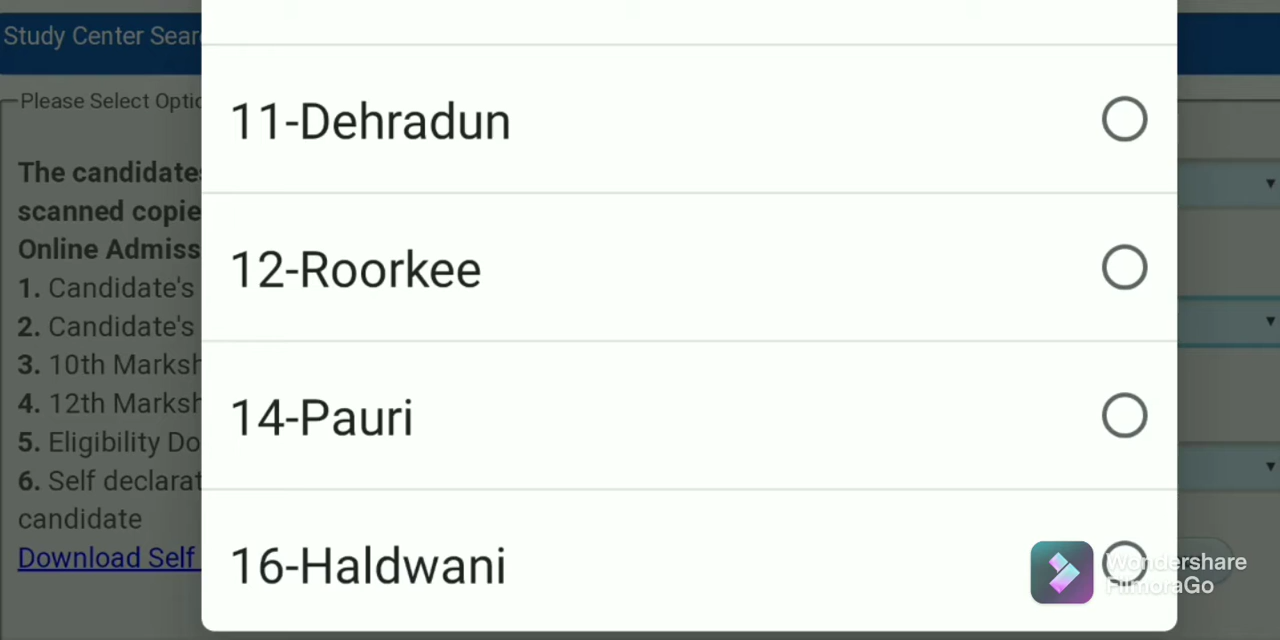 Study Center Sear
Please Select Optio
11-Dehradun
The candidates
scanned copie
Online Admiss
12-Roorkee
1. Candidate's
2. Candidate's
3. 10th Marksh
4. 12th Marksh
14-Pauri
5. Eligibility Do
6. Self declarat
candidate
Download Self
16-Haldwani
Wondershare
FilmoraGo